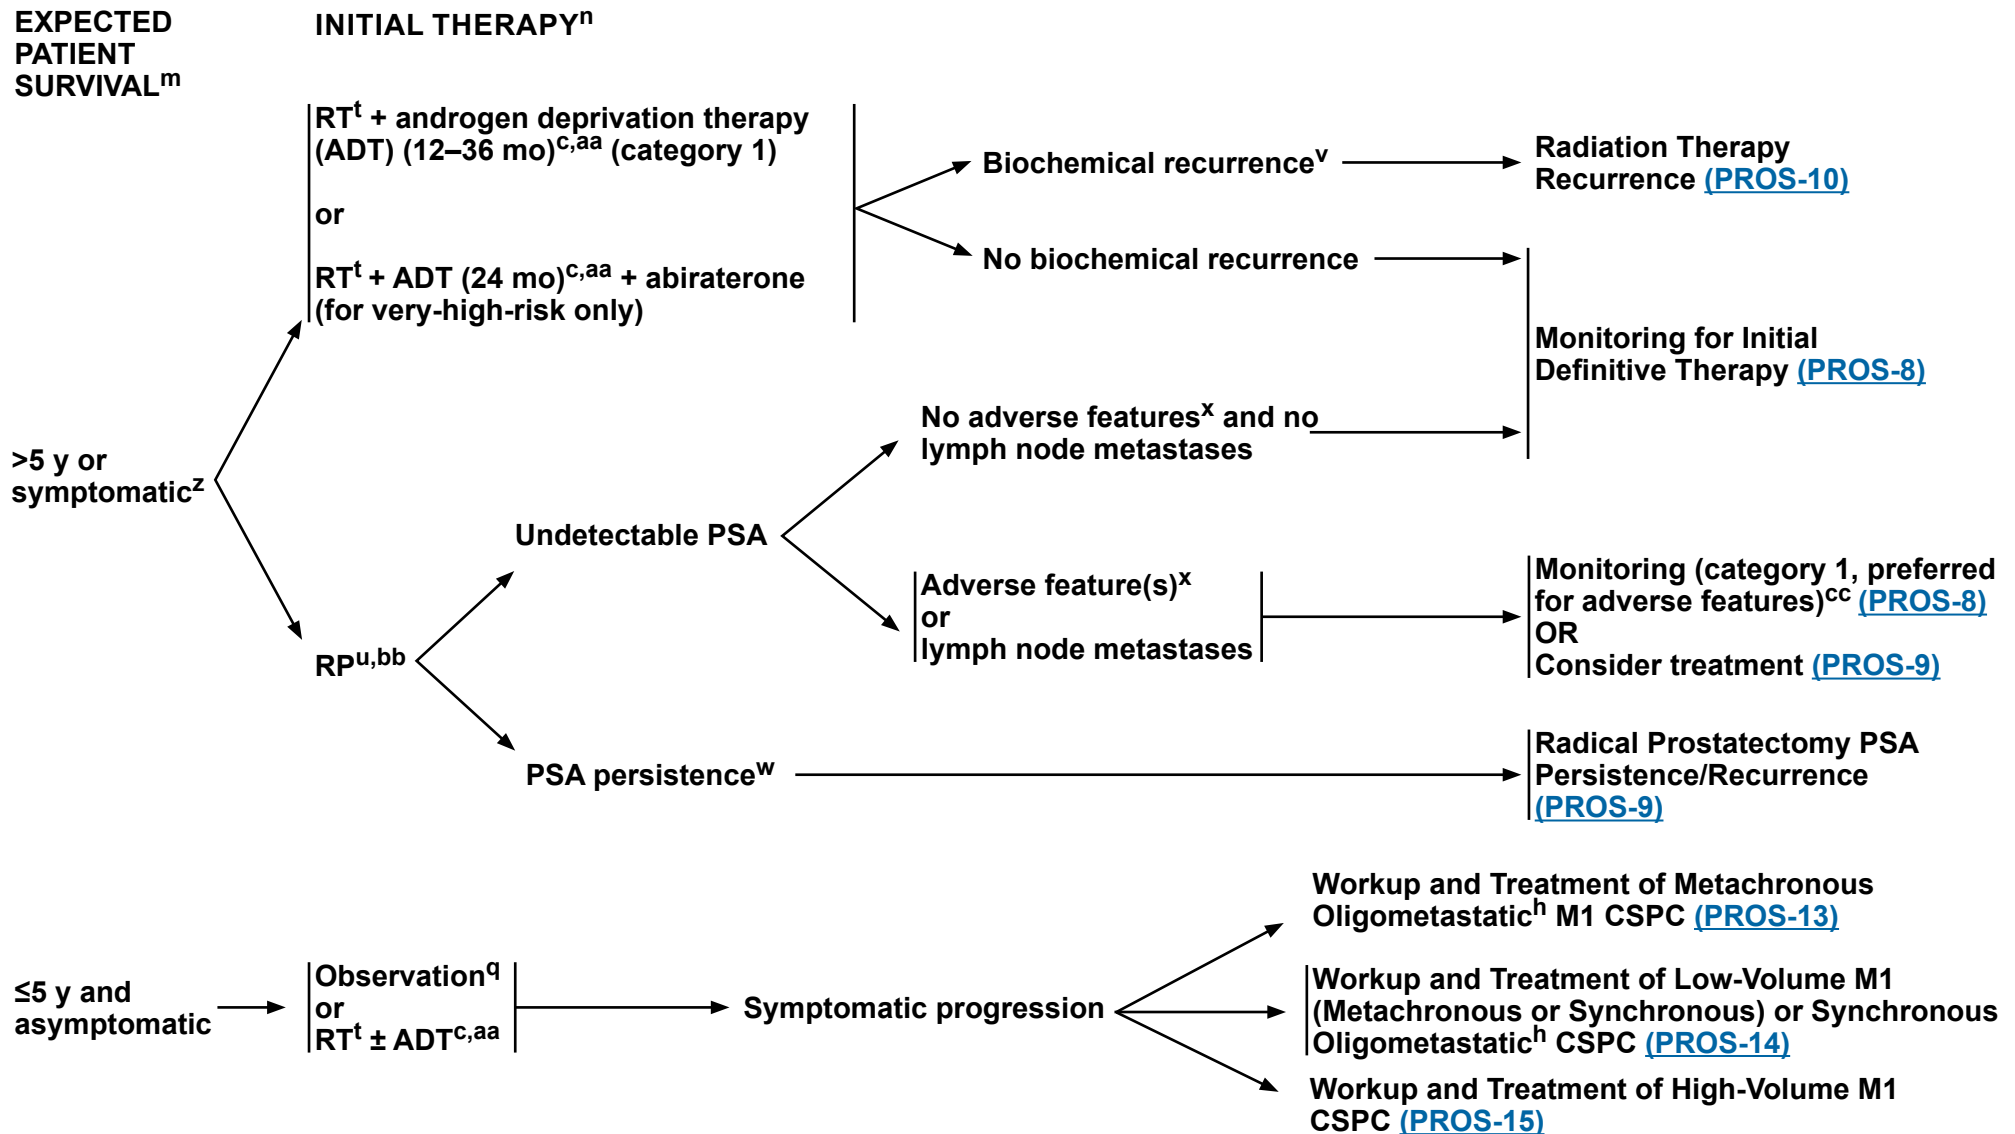 EXPECTED
PATIENT
SURVIVALm
INITIAL THERAPYn
RTt + androgen deprivation therapy
(ADT) (12–36 mo)c,aa (category 1)
or
RTt + ADT (24 mo)c,aa + abiraterone
(for very-high-risk only)
Biochemical recurrencev
Radiation Therapy
Recurrence (PROS-10)
No biochemical recurrence
Monitoring for Initial
Definitive Therapy (PROS-8)
>5 y or
symptomaticz
No adverse featuresx and no
lymph node metastases
Undetectable PSA
Adverse feature(s)x
or
lymph node metastases
Monitoring (category 1, preferred
for adverse features)cc (PROS-8)
OR
Consider treatment (PROS-9)
RPu,bb
PSA persistencew
Radical Prostatectomy PSA
Persistence/Recurrence
(PROS-9)
≤5 y and
asymptomatic
Observationq
or
RTt ± ADTc,aa
Symptomatic progression
Workup and Treatment of Metachronous
Oligometastatich M1 CSPC (PROS-13)
Workup and Treatment of Low-Volume M1
(Metachronous or Synchronous) or Synchronous
Oligometastatich CSPC (PROS-14)
Workup and Treatment of High-Volume M1
CSPC (PROS-15)